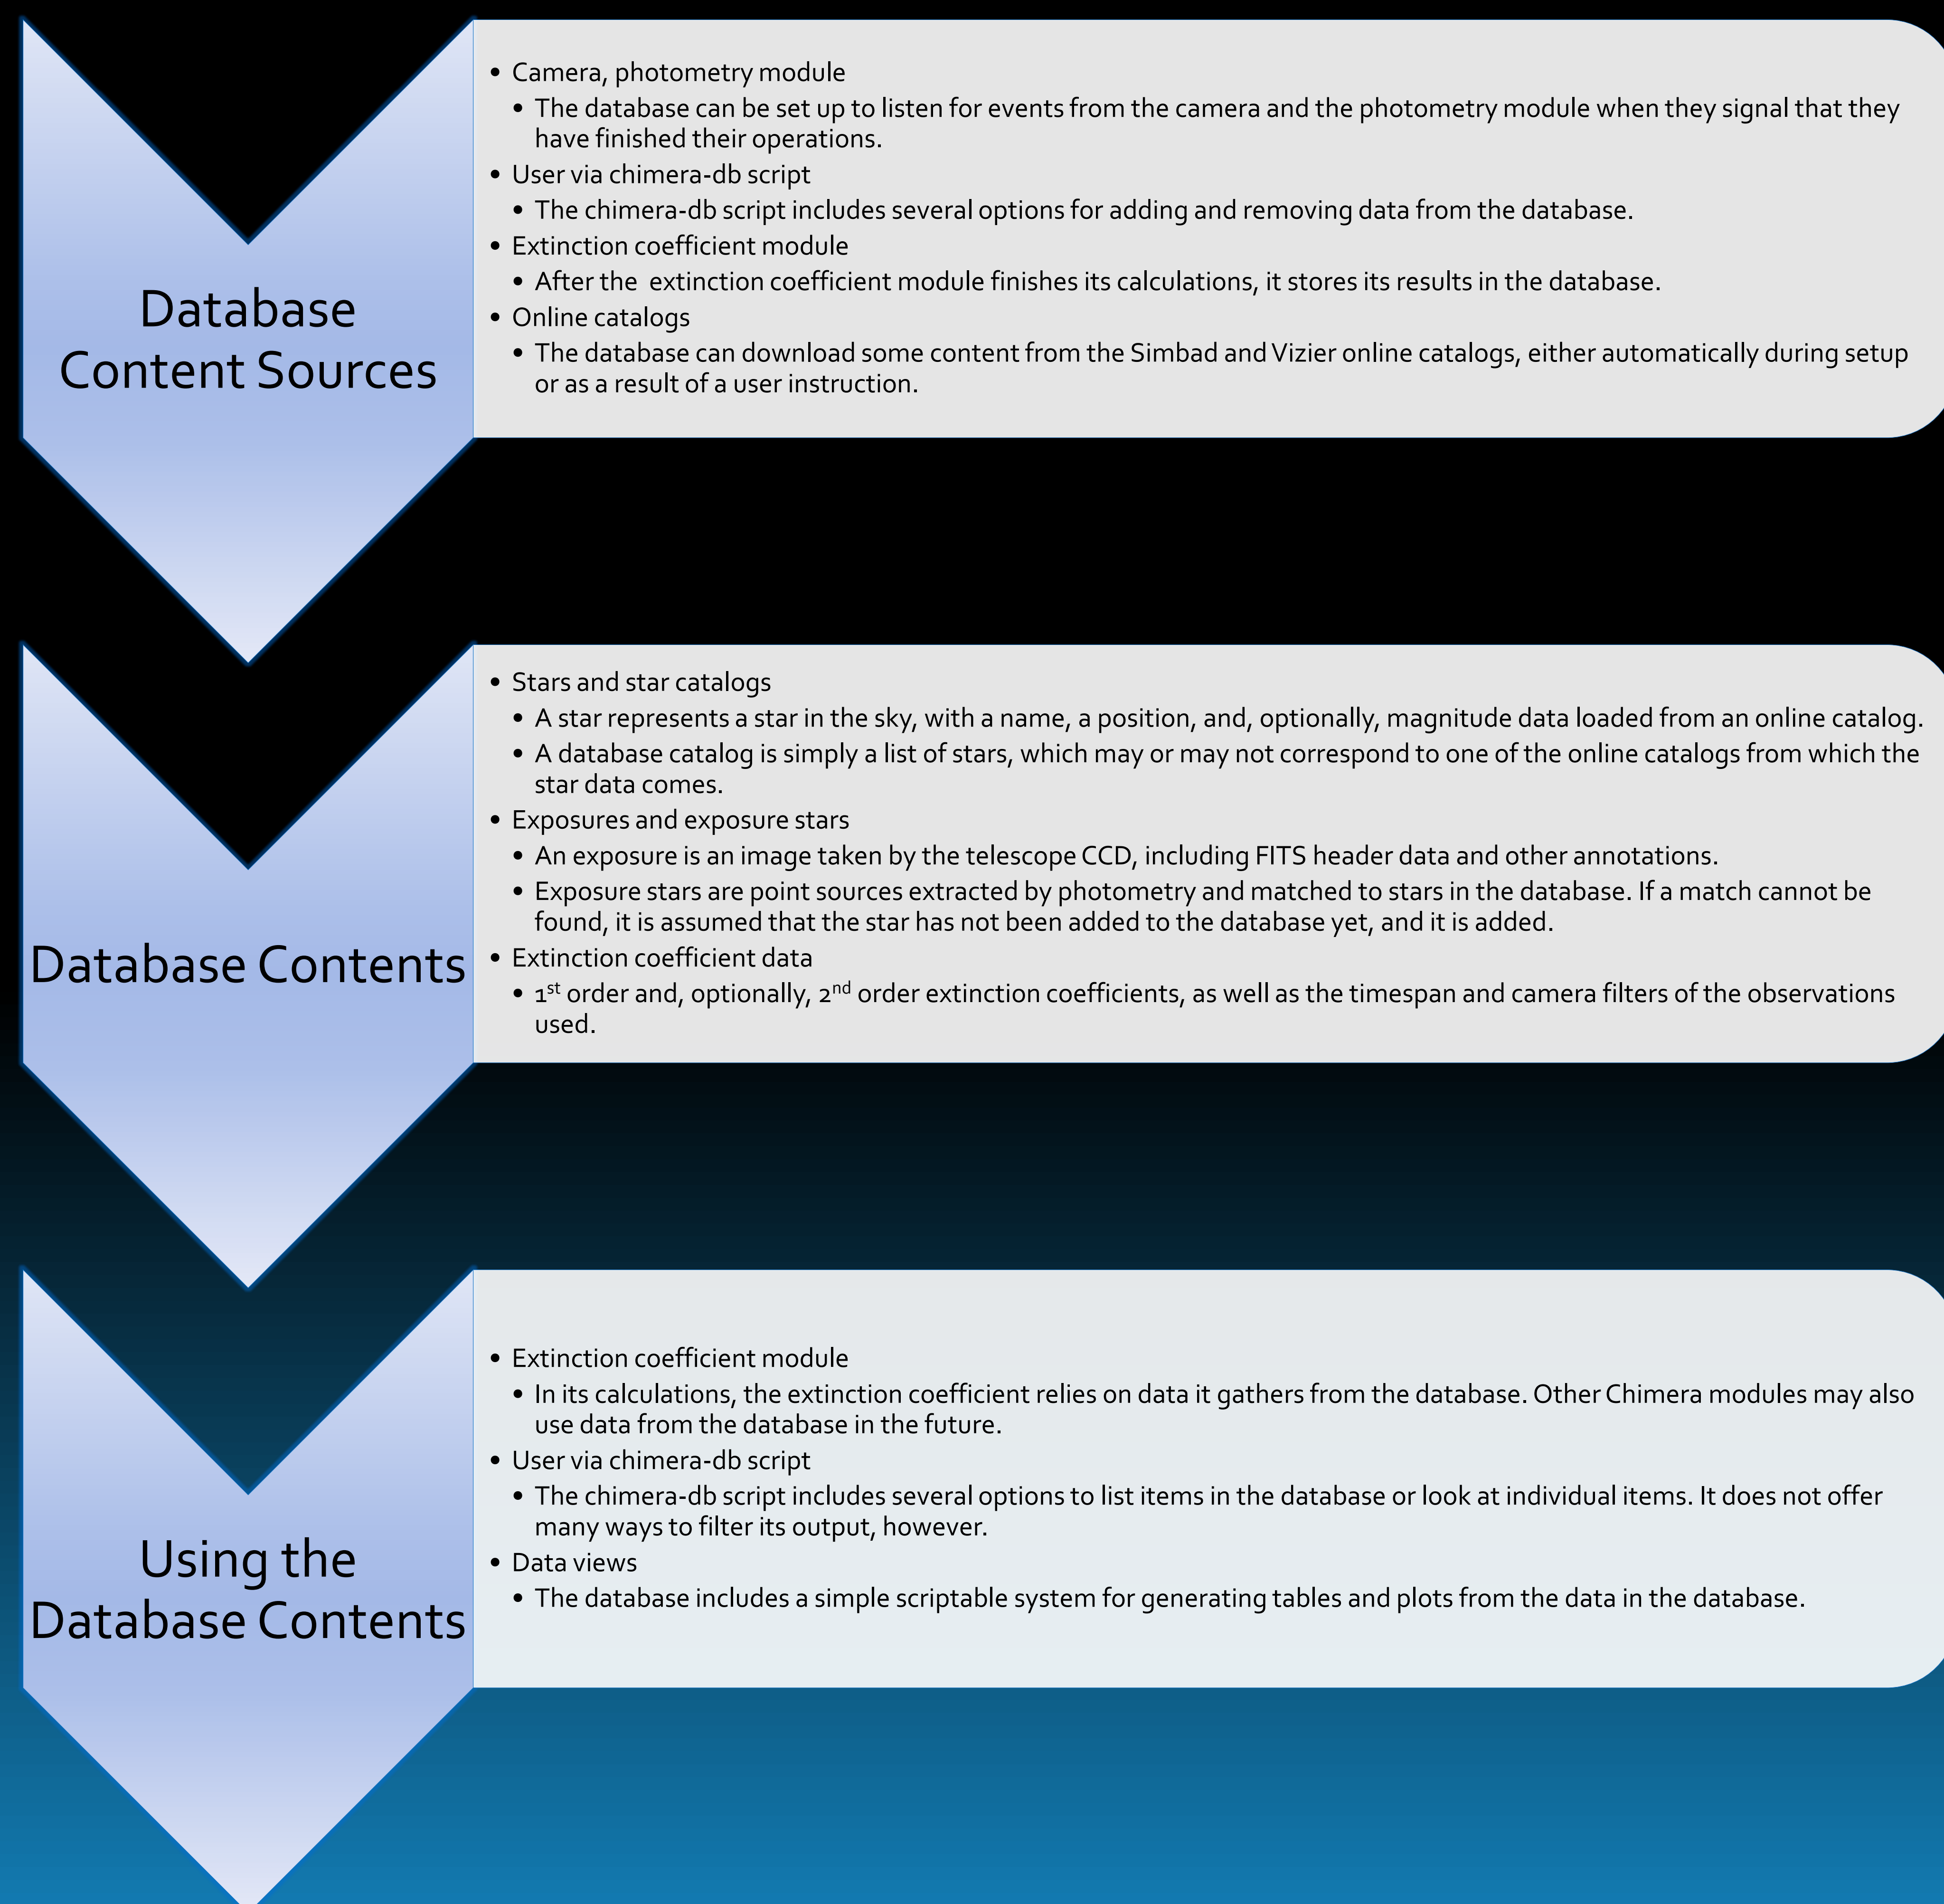 Database
Content Sources
• Camera, photometry module
• The database can be set up to listen for events from the camera and the photometry module when they signal that they
have finished their operations.
• User via chimera-db script
• The chimera-db script includes several options for adding and removing data from the database.
• Extinction coefficient module
• After the  extinction coefficient module finishes its calculations, it stores its results in the database.
• Online catalogs
• The database can download some content from the Simbad and Vizier online catalogs, either automatically during setup
or as a result of a user instruction.
Database Contents
• Stars and star catalogs
• A star represents a star in the sky, with a name, a position, and, optionally, magnitude data loaded from an online catalog.
• A database catalog is simply a list of stars, which may or may not correspond to one of the online catalogs from which the
star data comes.
• Exposures and exposure stars
• An exposure is an image taken by the telescope CCD, including FITS header data and other annotations.
• Exposure stars are point sources extracted by photometry and matched to stars in the database. If a match cannot be
found, it is assumed that the star has not been added to the database yet, and it is added.
• Extinction coefficient data
• 1st order and, optionally, 2nd order extinction coefficients, as well as the timespan and camera filters of the observations
used.
Using the
Database Contents
• Extinction coefficient module
• In its calculations, the extinction coefficient relies on data it gathers from the database. Other Chimera modules may also
use data from the database in the future.
• User via chimera-db script
• The chimera-db script includes several options to list items in the database or look at individual items. It does not offer
many ways to filter its output, however.
• Data views
• The database includes a simple scriptable system for generating tables and plots from the data in the database.